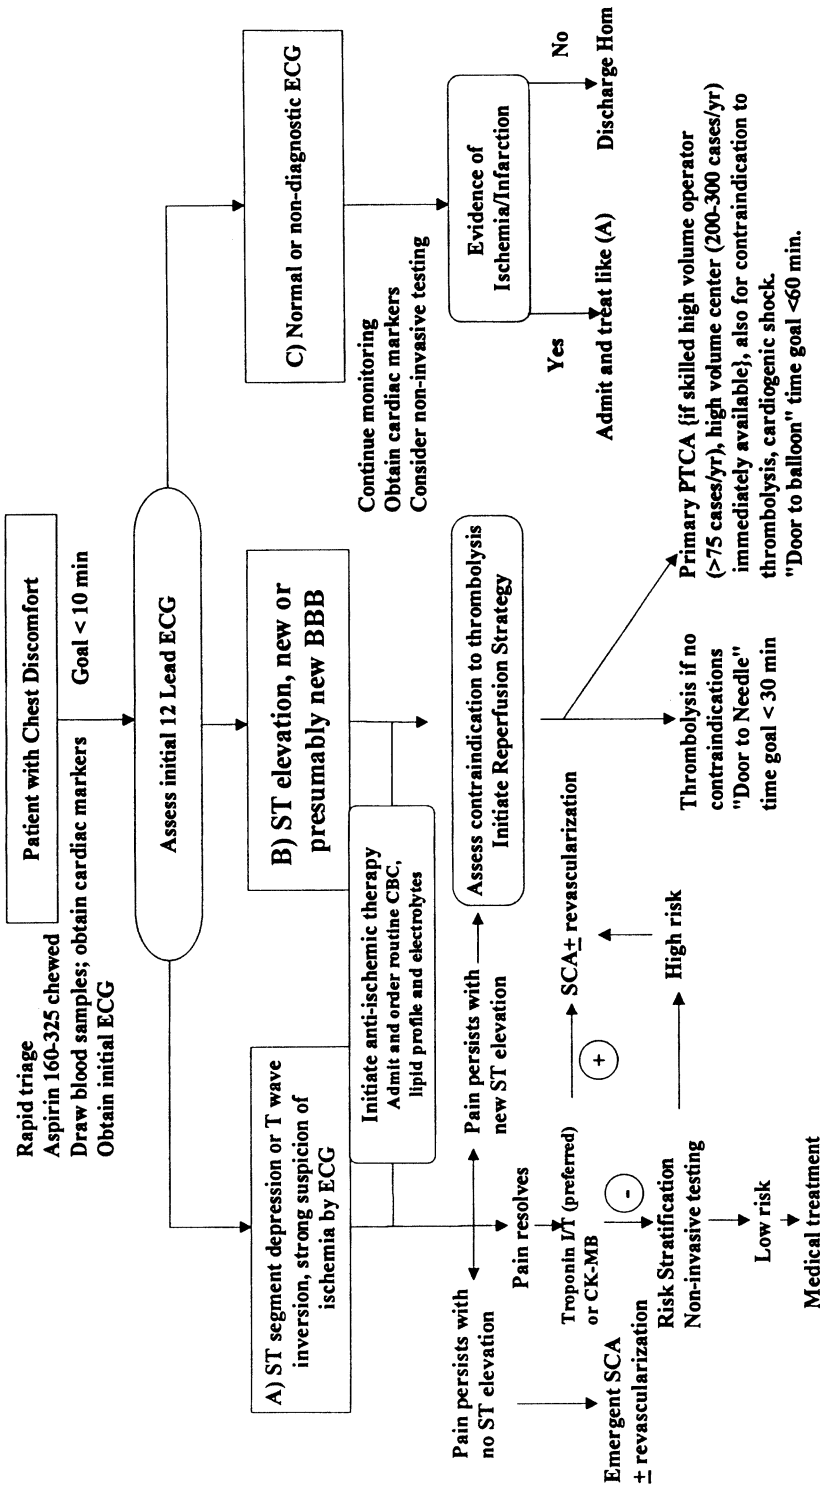 Patient with Chest Discomfort
Rapid triage
Aspirin 160-325 chewed
Draw blood samples; obtain cardiac markers
Obtain initial ECG
Goal < 10 min
Assess initial 12 Lead ECG
A) ST segment depression or T wave
inversion, strong suspicion of
ischemia by ECG
B) ST elevation, new or
presumably new BBB
C) Normal or non-diagnostic ECG
Initiate anti-ischemic therapy
Admit and order routine CBC,
lipid profile and electrolytes
Continue monitoring
Obtain cardiac markers
Consider non-invasive testing
Pain persists with
no ST elevation
Pain resolves
Pain persists with
new ST elevation
Assess contraindication to thrombolysis
Initiate Reperfusion Strategy
Evidence of
Ischemia/Infarction
Yes
No
Admit and treat like (A)
Discharge Hom
Emergent SCA
± revascularization
Troponin I/T (preferred)
or CK-MB
+
-
SCA± revascularization
Risk Stratification
Non-invasive testing
High risk
Low risk
Medical treatment
Thrombolysis if no
contraindications
"Door to Needle"
time goal < 30 min
Primary PTCA {if skilled high volume operator
(>75 cases/yr), high volume center (200-300 cases/yr)
immediately available}, also for contraindication to
thrombolysis, cardiogenic shock.
"Door to balloon" time goal <60 min.